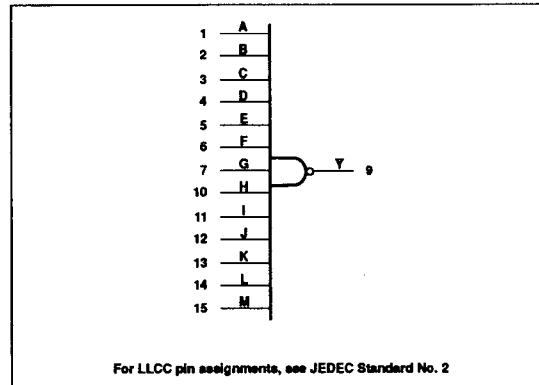 1 A
2 B
3 C
4 D
5 E
6 F
7 G Y 9
10 H
11 I
12 J
13 K
14 L
15 M
For LLCC pin assignments, see JEDEC Standard No. 2